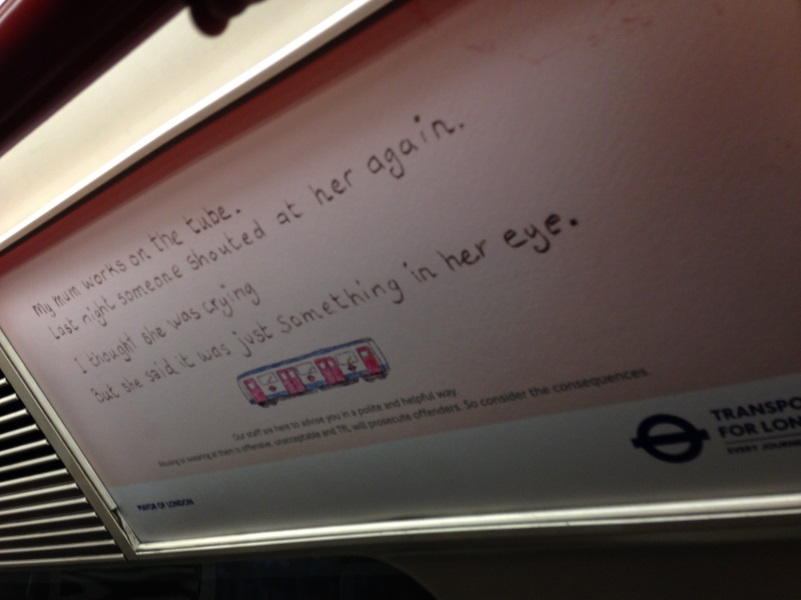 My mum works on the tube.
Last night someone shouted at her again.
I thought she was crying
But she said it was just something in her eye.
Our staff are here to advise you in a polite and helpful way.
Abusing or swearing at them is offensive, unacceptable and TfL will prosecute offenders. So consider the consequences.
MAYOR OF LONDON
TRANSPO
FOR LON
EVERY JOURN